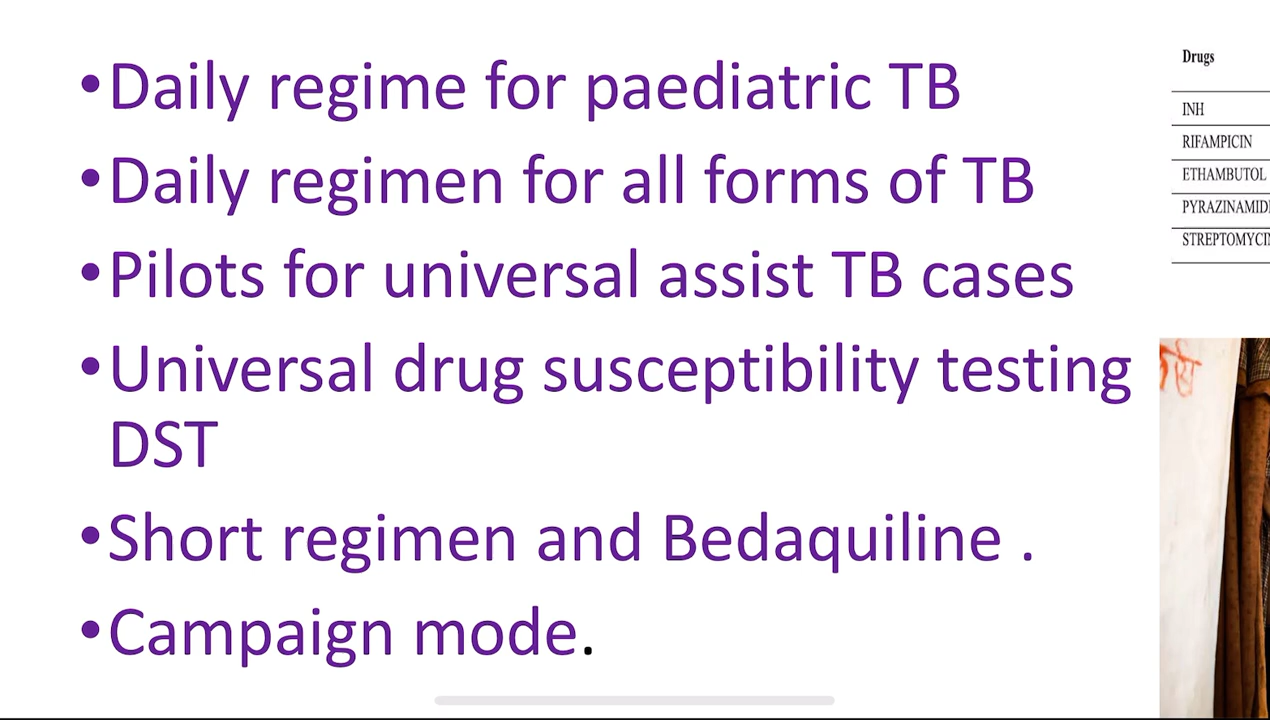 •Daily regime for paediatric TB
•Daily regimen for all forms of TB
•Pilots for universal assist TB cases
•Universal drug susceptibility testing
DST
•Short regimen and Bedaquiline .
•Campaign mode.
Drugs
INH
RIFAMPICIN
ETHAMBUTOL